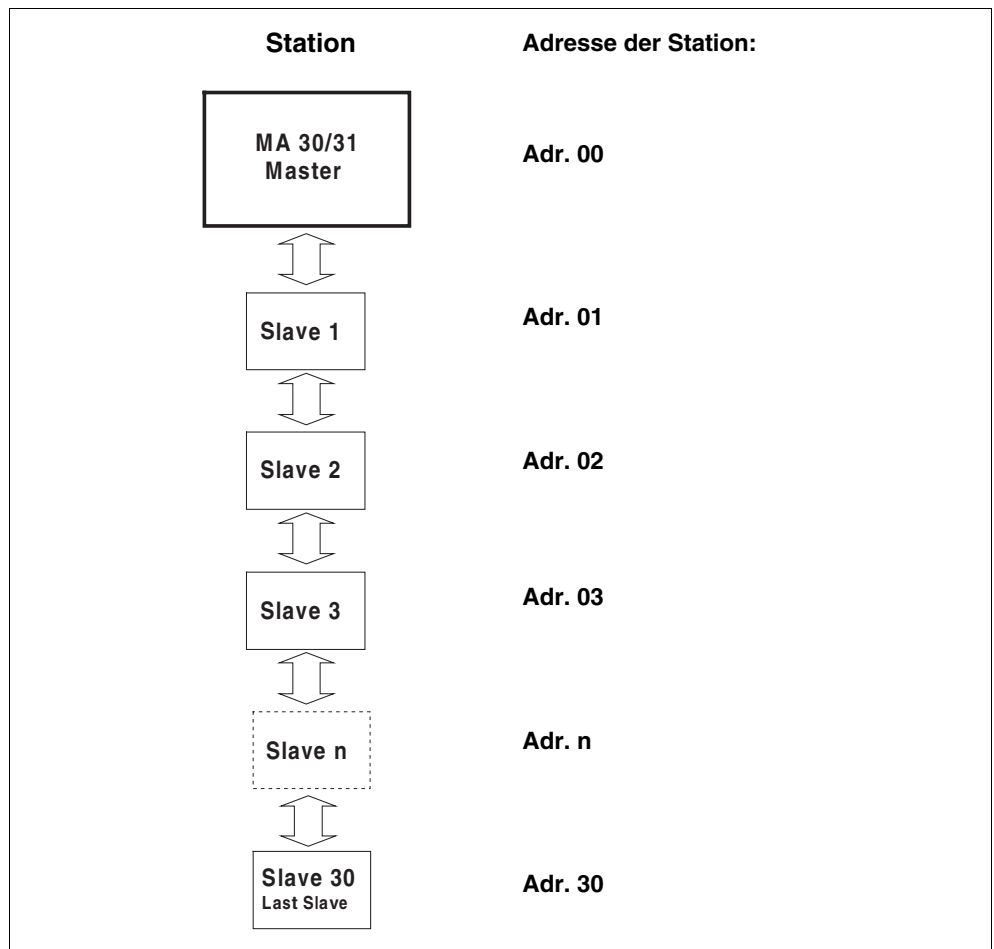 Station Adresse der Station:
MA 30/31
Master
Adr. 00
Slave 1
Adr. 01
Slave 2
Adr. 02
Slave 3
Adr. 03
Slave n
Adr. n
Slave 30
Last Slave
Adr. 30